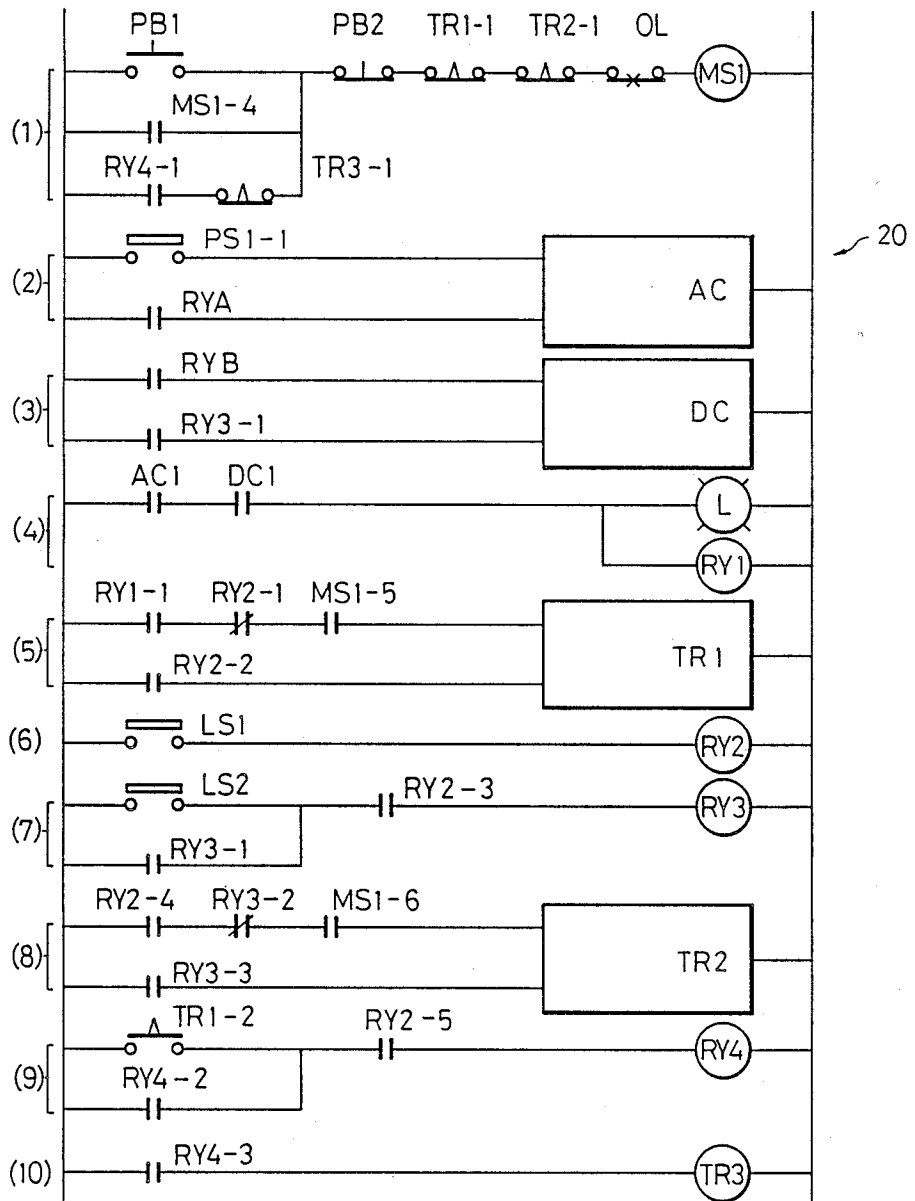 PB1 PB2 TR1-1 TR2-1 OL
MS1
MS1-4
(1)
RY4-1 TR3-1
PS1-1
20
(2)
AC
RYA
RYB
(3)
DC
RY3-1
AC1 DC1
L
(4)
RY1
RY1-1 RY2-1 MS1-5
(5)
TR1
RY2-2
(6) LS1 RY2
LS2 RY2-3 RY3
(7)
RY3-1
RY2-4 RY3-2 MS1-6
(8)
TR2
RY3-3
TR1-2 RY2-5
RY4
(9)
RY4-2
(10) RY4-3 TR3